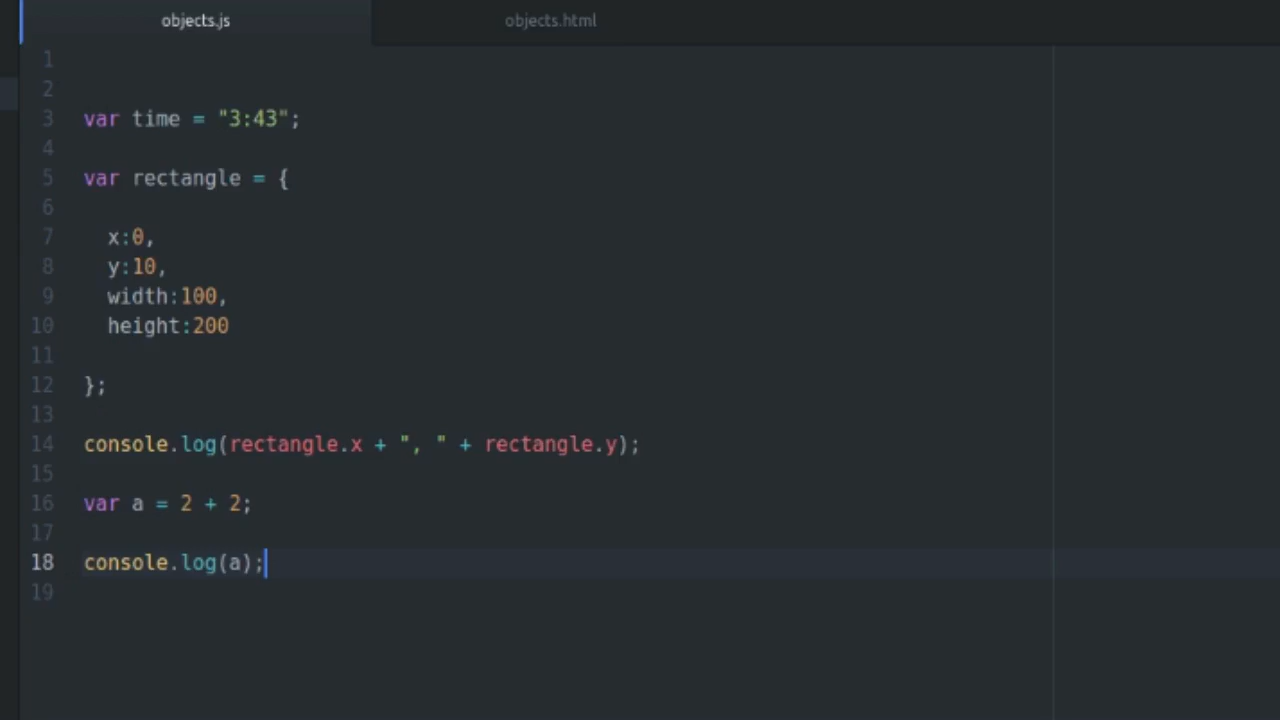 objects.js objects.html
1
2
3 var time = "3:43";
4
5 var rectangle = {
6
7 x:0,
8 y:10,
9 width:100,
10 height:200
11
12 };
13
14 console.log(rectangle.x + ", " + rectangle.y);
15
16 var a = 2 + 2;
17
18 console.log(a);
19